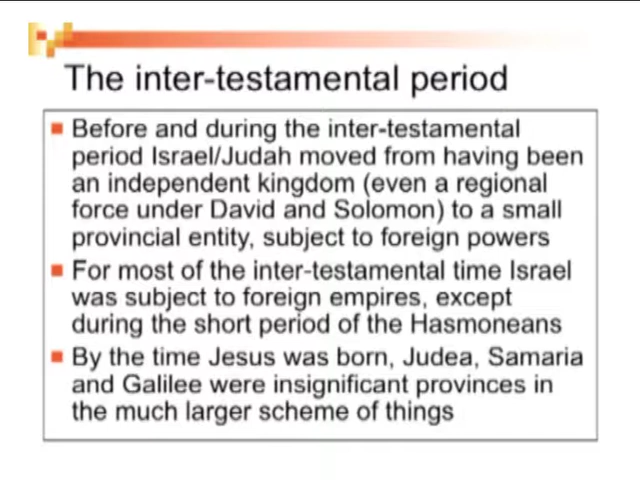 The inter-testamental period
Before and during the inter-testamental
period Israel/Judah moved from having been
an independent kingdom (even a regional
force under David and Solomon) to a small
provincial entity, subject to foreign powers
For most of the inter-testamental time Israel
was subject to foreign empires, except
during the short period of the Hasmoneans
By the time Jesus was born, Judea, Samaria
and Galilee were insignificant provinces in
the much larger scheme of things